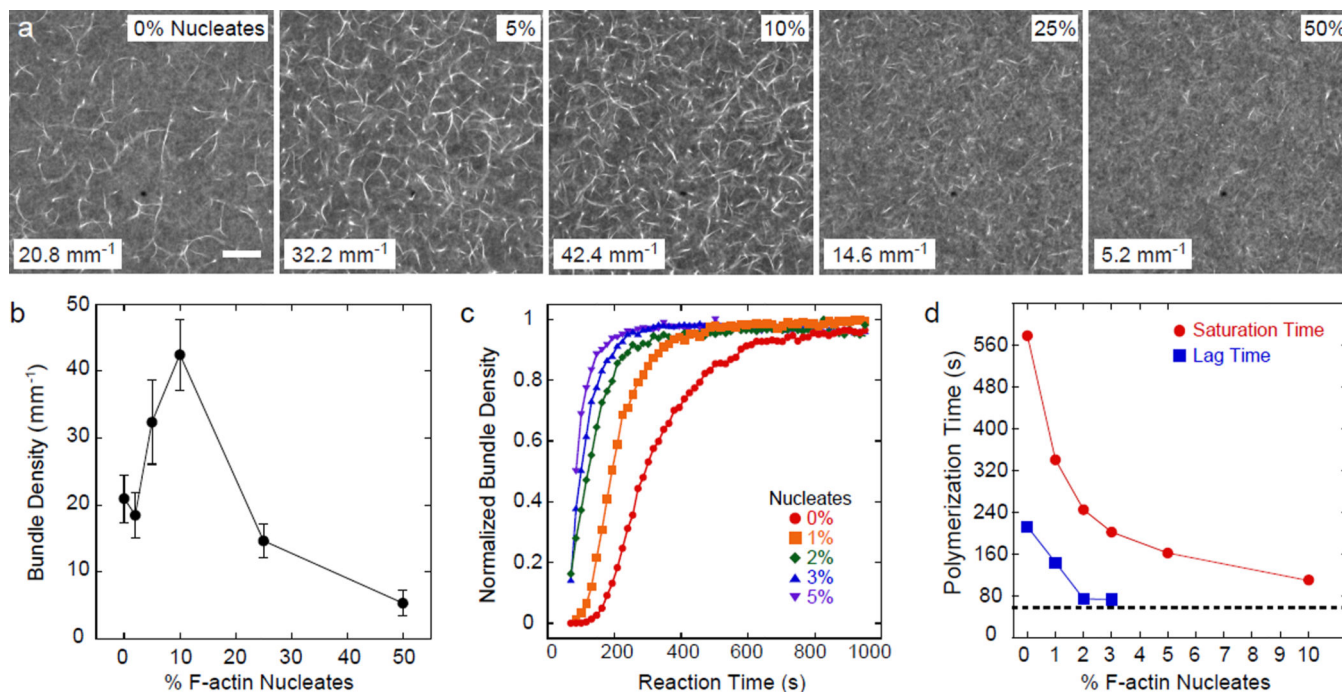 a
0% Nucleates
5%
10%
25%
50%
20.8 mm⁻¹
32.2 mm⁻¹
42.4 mm⁻¹
14.6 mm⁻¹
5.2 mm⁻¹
b
50
40
30
20
10
0
Bundle Density (mm⁻¹)
0 10 20 30 40 50
% F-actin Nucleates
c
1
0.8
0.6
0.4
0.2
0
Normalized Bundle Density
Nucleates
0%
1%
2%
3%
5%
0 200 400 600 800 1000
Reaction Time (s)
d
Saturation Time
Lag Time
560
480
400
320
240
160
80
0
Polymerization Time (s)
0 1 2 3 4 5 6 7 8 9 10
% F-actin Nucleates